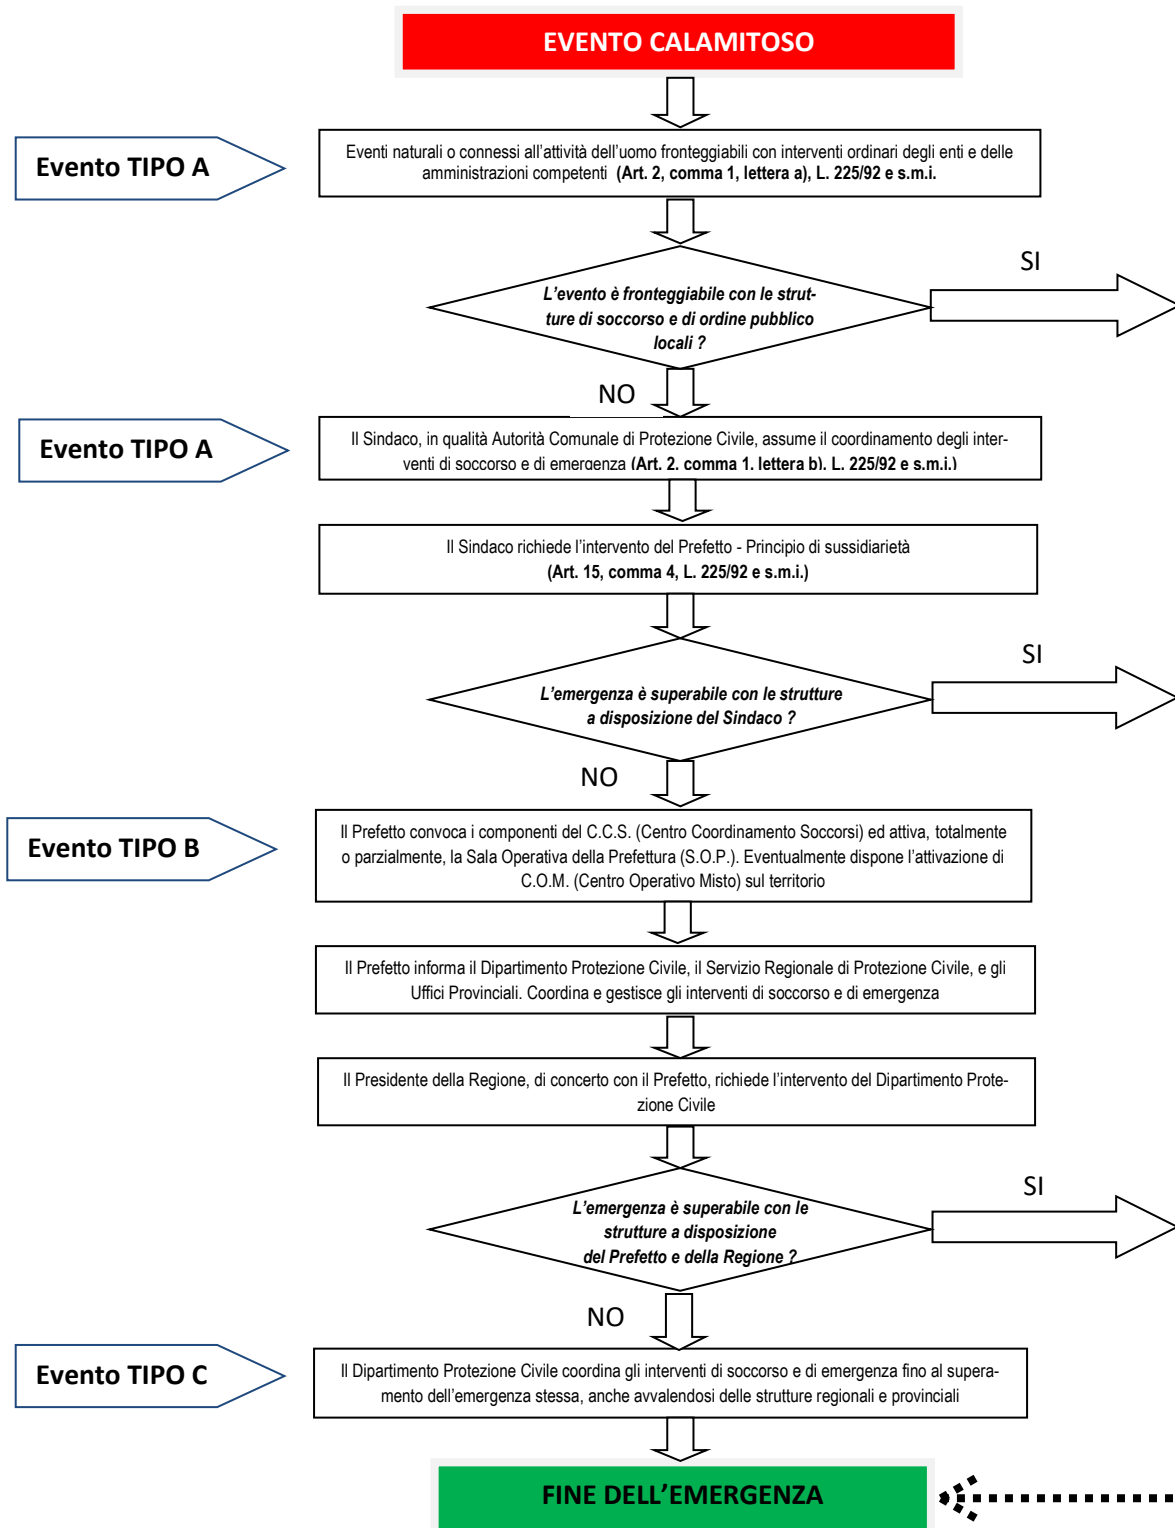 EVENTO CALAMITOSO
Evento TIPO A
Eventi naturali o connessi all'attività dell'uomo fronteggiabili con interventi ordinari degli enti e delle
amministrazioni competenti (Art. 2, comma 1, lettera a), L. 225/92 e s.m.i.
SI
L'evento è fronteggiabile con le strut-
ture di soccorso e di ordine pubblico
locali ?
NO
Evento TIPO A
Il Sindaco, in qualità Autorità Comunale di Protezione Civile, assume il coordinamento degli inter-
venti di soccorso e di emergenza (Art. 2, comma 1, lettera b), L. 225/92 e s.m.i.)
Il Sindaco richiede l'intervento del Prefetto - Principio di sussidiarietà
(Art. 15, comma 4, L. 225/92 e s.m.i.)
SI
L'emergenza è superabile con le strutture
a disposizione del Sindaco ?
NO
Evento TIPO B
Il Prefetto convoca i componenti del C.C.S. (Centro Coordinamento Soccorsi) ed attiva, totalmente
o parzialmente, la Sala Operativa della Prefettura (S.O.P.). Eventualmente dispone l'attivazione di
C.O.M. (Centro Operativo Misto) sul territorio
Il Prefetto informa il Dipartimento Protezione Civile, il Servizio Regionale di Protezione Civile, e gli
Uffici Provinciali. Coordina e gestisce gli interventi di soccorso e di emergenza
Il Presidente della Regione, di concerto con il Prefetto, richiede l'intervento del Dipartimento Prote-
zione Civile
SI
L'emergenza è superabile con le
strutture a disposizione
del Prefetto e della Regione ?
NO
Evento TIPO C
Il Dipartimento Protezione Civile coordina gli interventi di soccorso e di emergenza fino al supera-
mento dell'emergenza stessa, anche avvalendosi delle strutture regionali e provinciali
FINE DELL'EMERGENZA